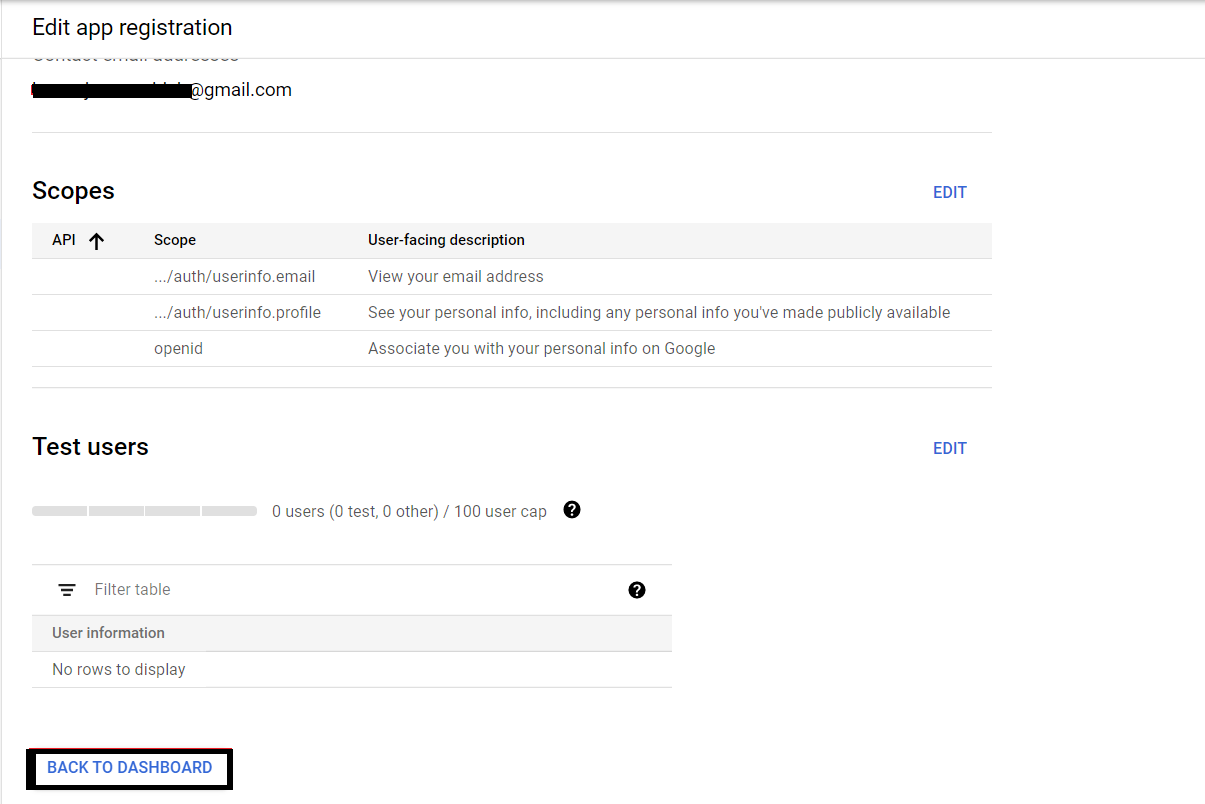 Edit app registration
Contact email addresses
@gmail.com
Scopes
EDIT
API Scope User-facing description
.../auth/userinfo.email View your email address
.../auth/userinfo.profile See your personal info, including any personal info you've made publicly available
openid Associate you with your personal info on Google
Test users
EDIT
0 users (0 test, 0 other) / 100 user cap ?
Filter table ?
User information
No rows to display
BACK TO DASHBOARD